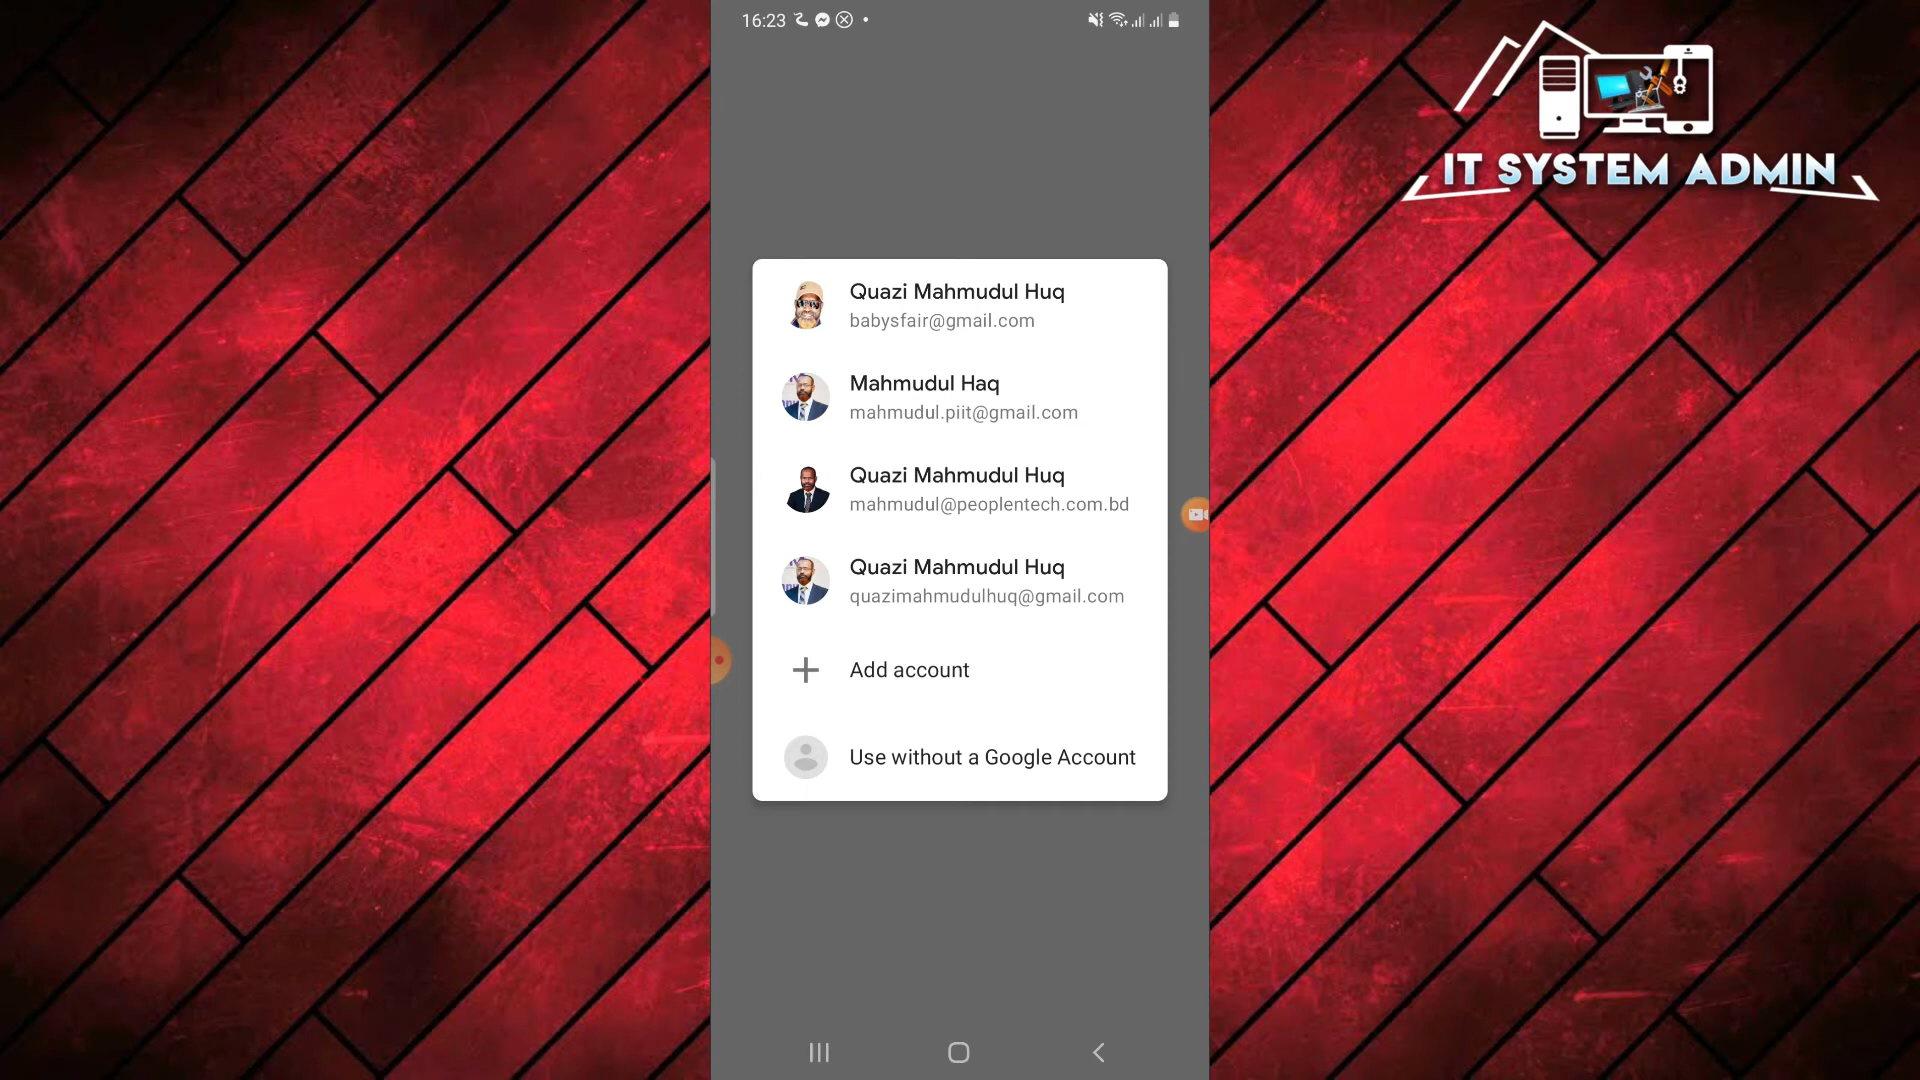 16:23
IT SYSTEM ADMIN
Quazi Mahmudul Huq
babysfair@gmail.com
Mahmudul Haq
mahmudul.piit@gmail.com
Quazi Mahmudul Huq
mahmudul@peoplentech.com.bd
Quazi Mahmudul Huq
quazimahmudulhuq@gmail.com
Add account
Use without a Google Account